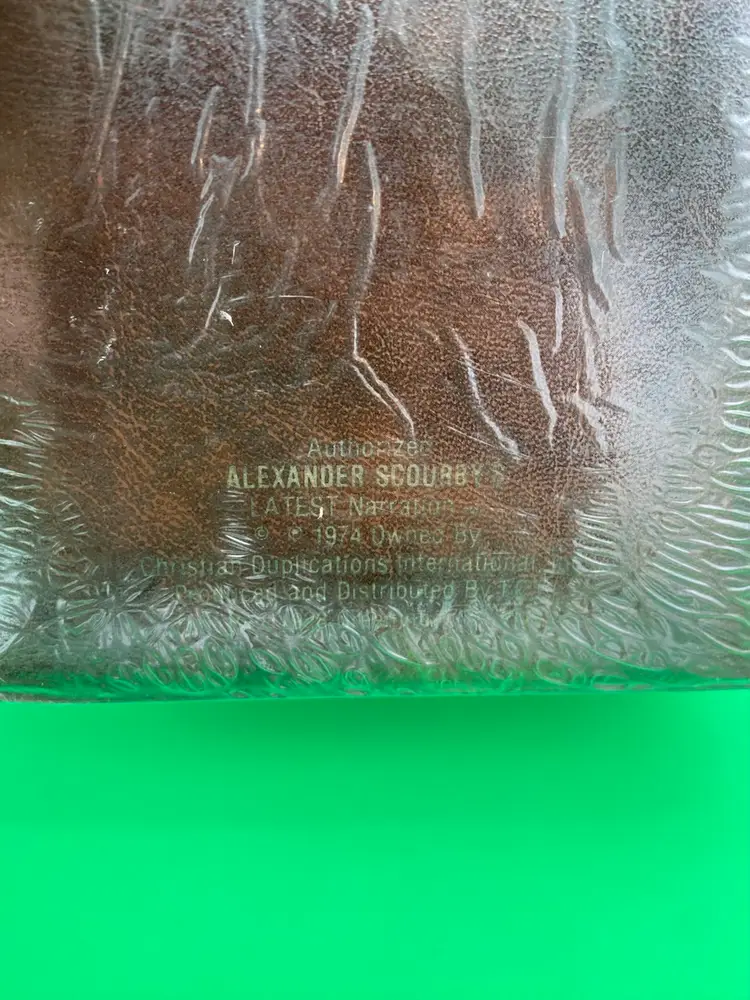 Authorized
ALEXANDER SCOURBY'S
LATEST Narration
© ℗ 1974 Owned By
Christian Duplications International,
Produced and Distributed By